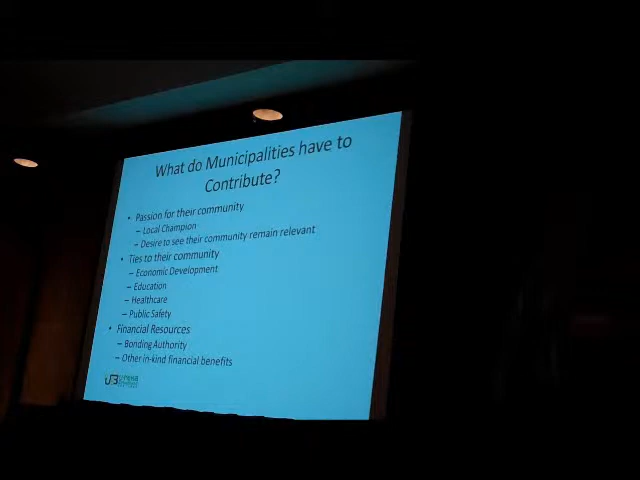 What do Municipalities have to
Contribute?
• Passion for their community
– Local Champion
– Desire to see their community remain relevant
• Ties to their community
– Economic Development
– Education
– Healthcare
– Public Safety
• Financial Resources
– Bonding Authority
– Other in-kind financial benefits